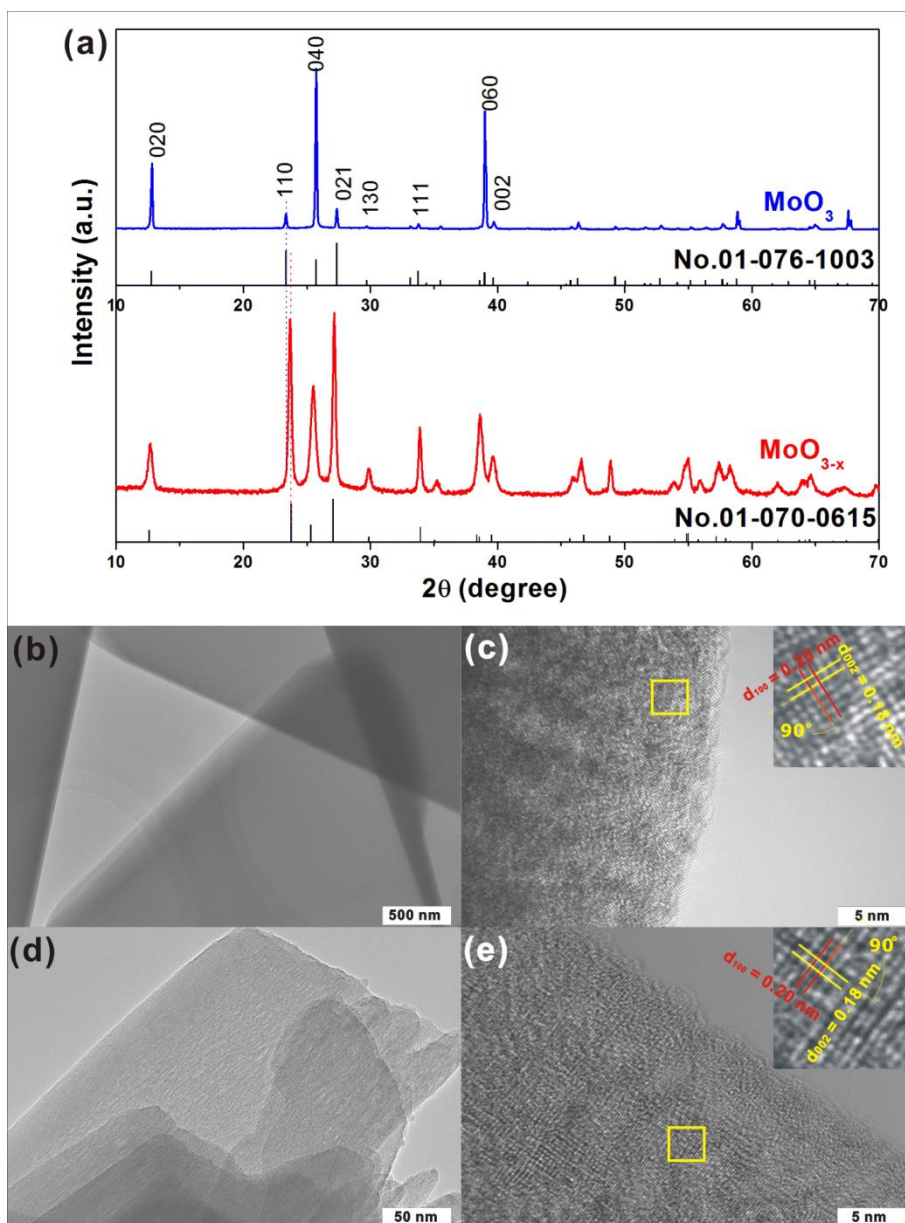 (a)
040
020
110
021
130
111
060
002
MoO₃
No.01-076-1003
10 20 30 40 50 60 70
MoO₃₋ₓ
No.01-070-0615
10 20 30 40 50 60 70
Intensity (a.u.)
2θ (degree)
(b)
500 nm
(c)
d₁₀₀ = 0.20 nm
d₀₀₂ = 0.18 nm
90°
5 nm
(d)
50 nm
(e)
d₁₀₀ = 0.20 nm
d₀₀₂ = 0.18 nm
90°
5 nm